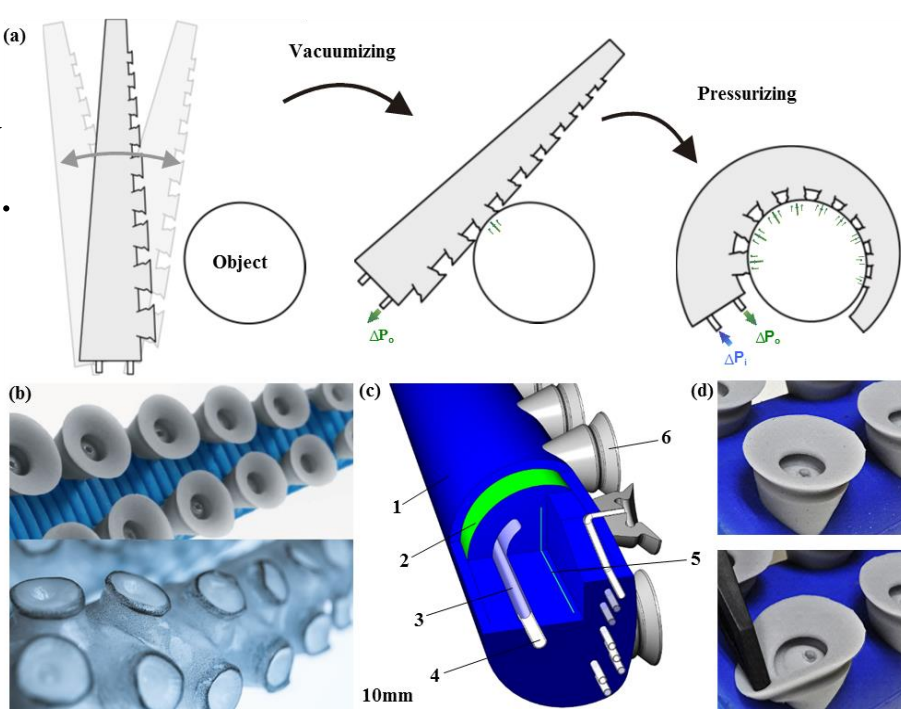 (a)
Vacuumizing
Pressurizing
Object
ΔPₒ
ΔPᵢ
ΔPₒ
(b)
(c)
(d)
6
1
2
5
3
4
10mm